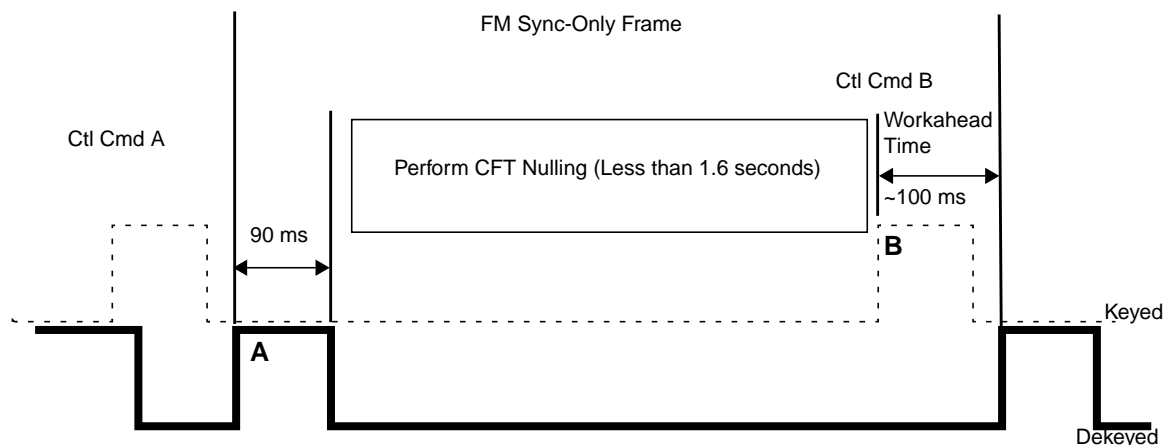 FM Sync-Only Frame
Ctl Cmd B
Ctl Cmd A
Workahead
Time
Perform CFT Nulling (Less than 1.6 seconds)
~100 ms
90 ms
B
Keyed
A
Dekeyed